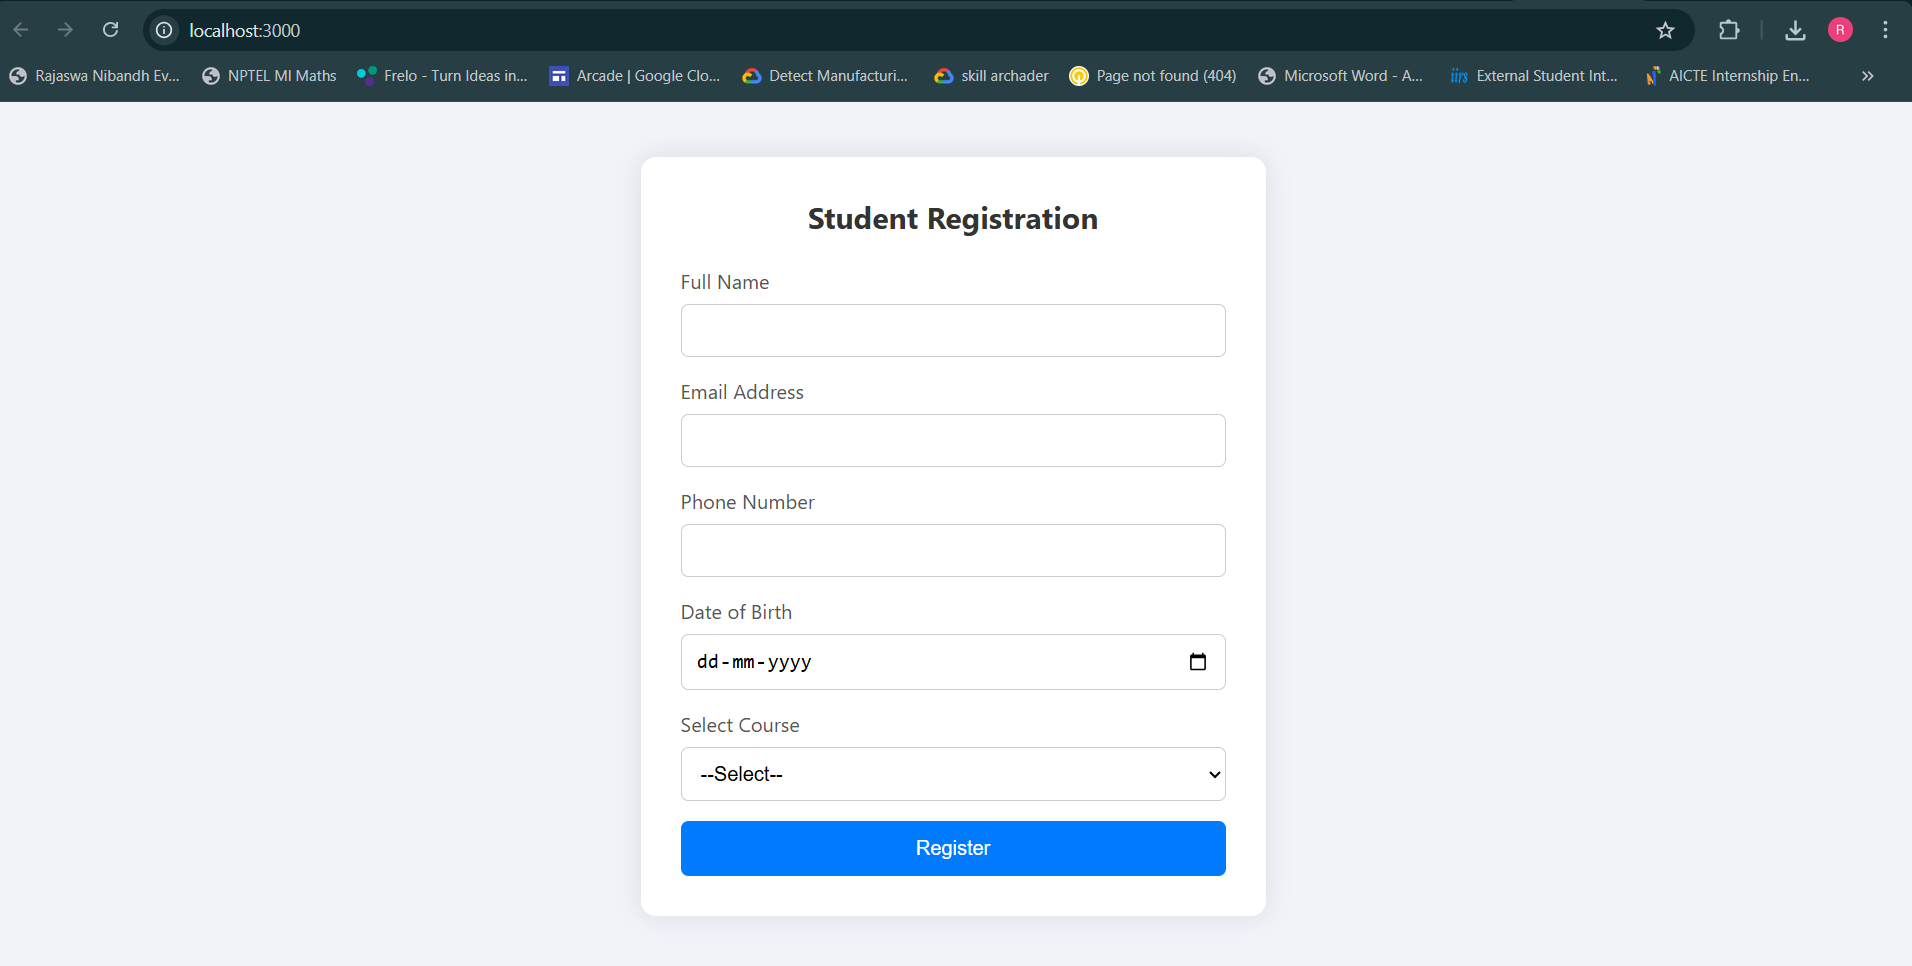 localhost:3000
R
Rajaswa Nibandh Ev... NPTEL MI Maths Frelo - Turn Ideas in... Arcade | Google Clo... Detect Manufacturi... skill archader Page not found (404) Microsoft Word - A... iirs External Student Int... AICTE Internship En... »
Student Registration
Full Name
Email Address
Phone Number
Date of Birth
dd-mm-yyyy
Select Course
--Select--
Register